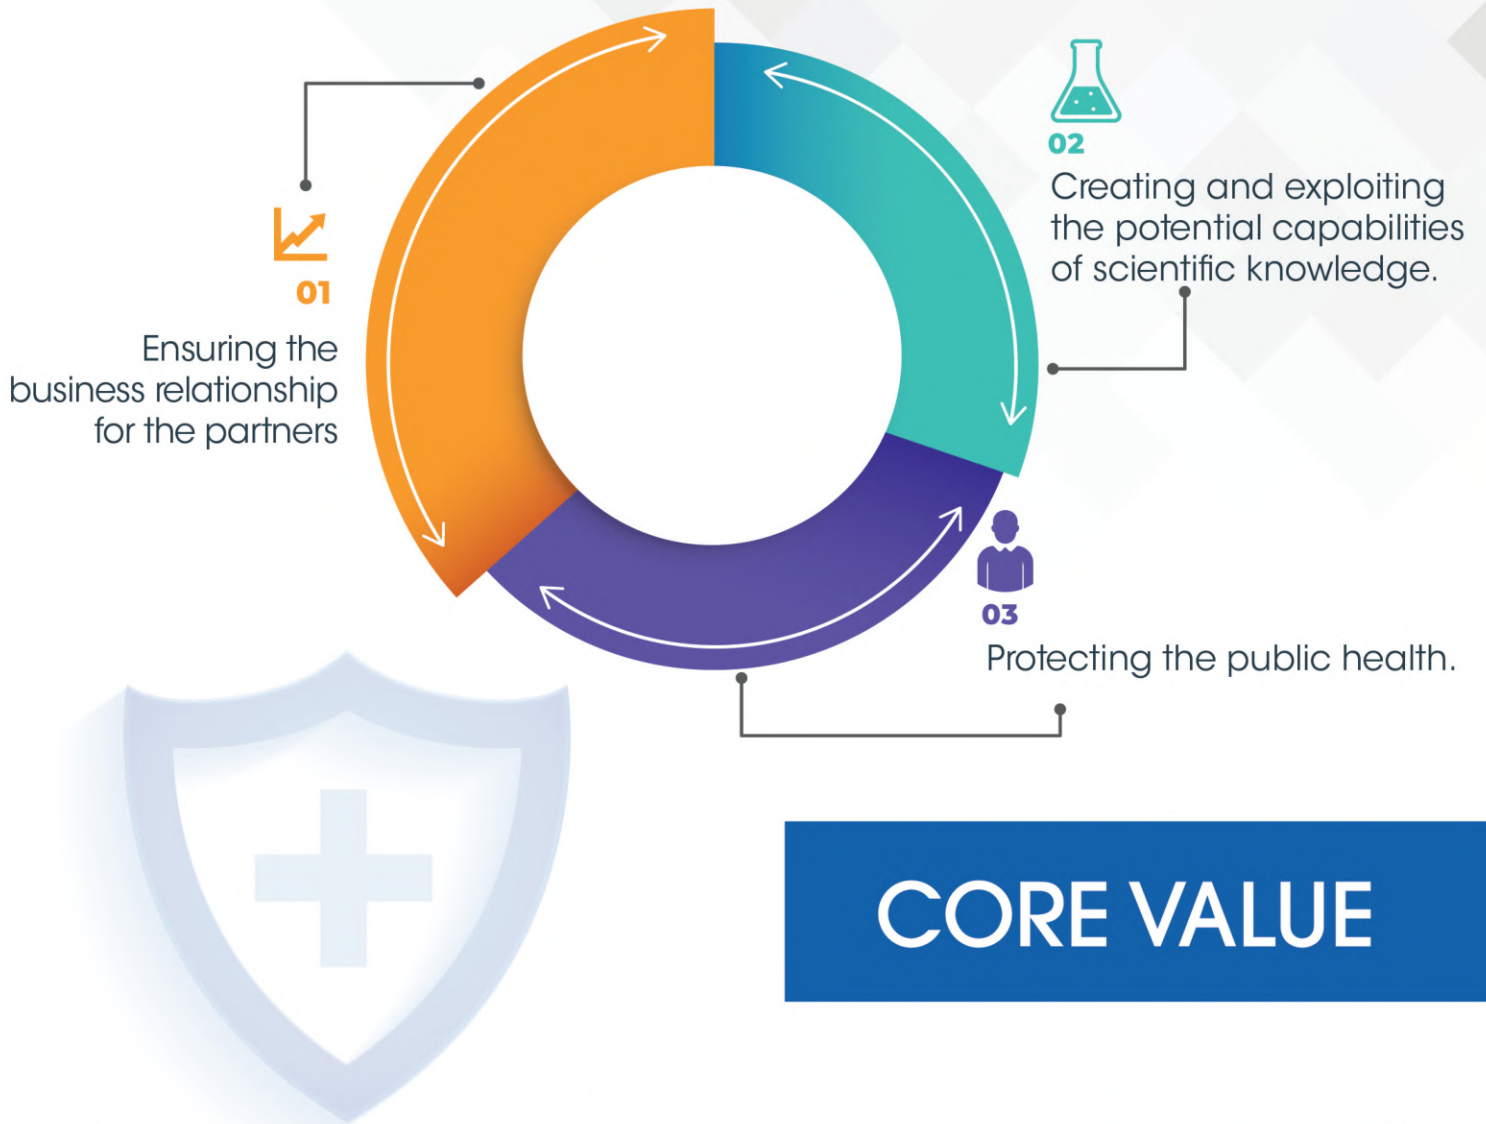 01
Ensuring the
business relationship
for the partners
02
Creating and exploiting
the potential capabilities
of scientific knowledge.
03
Protecting the public health.
CORE VALUE